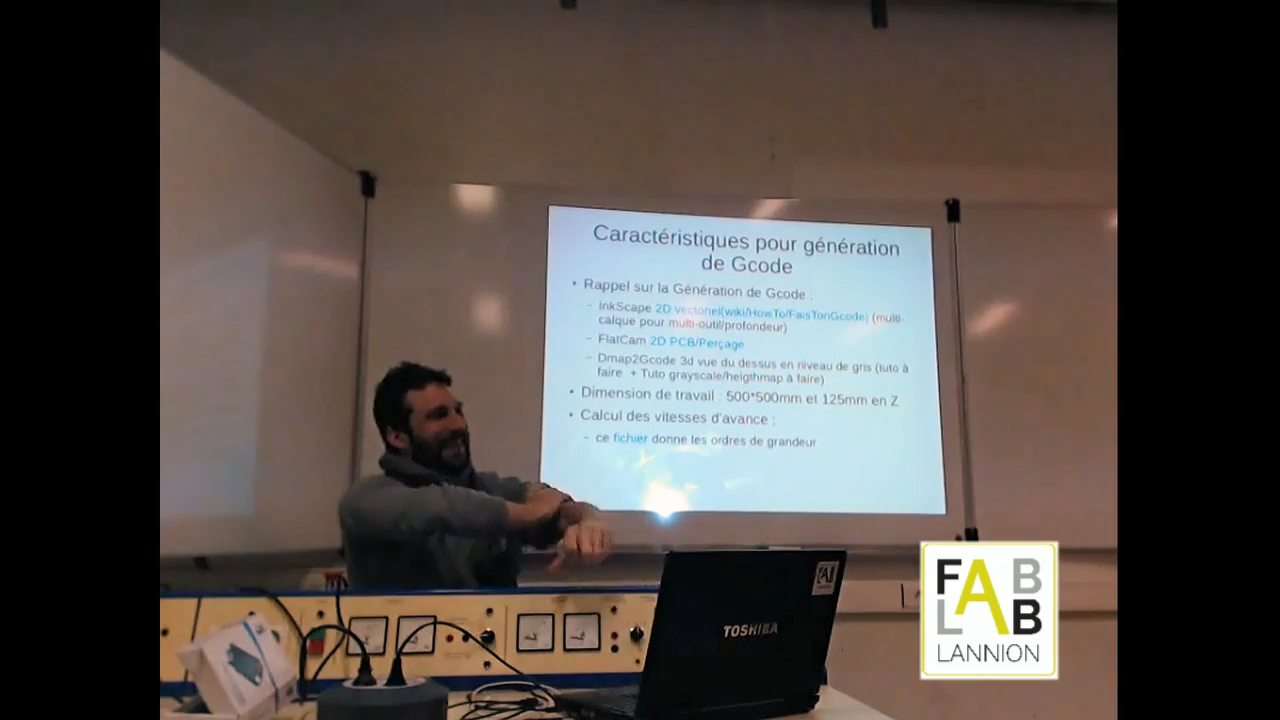 Caractéristiques pour génération
de Gcode
• Rappel sur la Génération de Gcode :
– InkScape 2D vectoriel(wiki/HowTo/FaisTonGcode) (multi-
calque pour multi-outil/profondeur)
– FlatCam 2D PCB/Perçage
– Dmap2Gcode 3d vue du dessus en niveau de gris (tuto à
faire + Tuto grayscale/heigthmap à faire)
• Dimension de travail : 500*500mm et 125mm en Z
• Calcul des vitesses d'avance :
– ce fichier donne les ordres de grandeur
TOSHIBA
FAB
LAB
LANNION